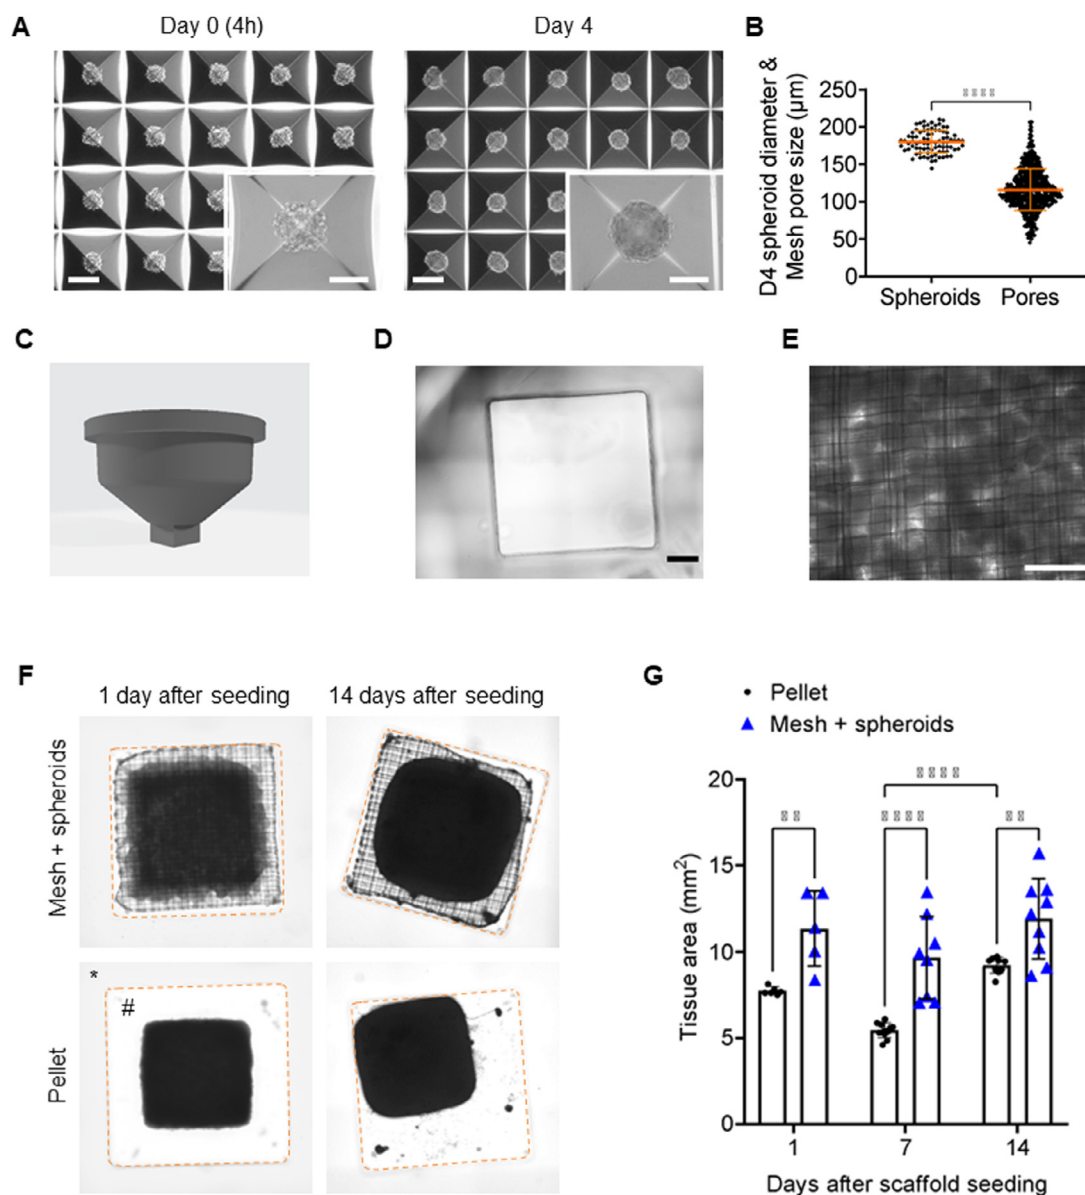 A
Day 0 (4h)
Day 4
B
D4 spheroid diameter &
Mesh pore size (µm)
250
200
150
100
50
0
Spheroids
Pores
C
D
E
F
1 day after seeding
14 days after seeding
Mesh + spheroids
Pellet
*
#
G
Pellet
Mesh + spheroids
Tissue area (mm²)
20
15
10
5
0
1
7
14
Days after scaffold seeding